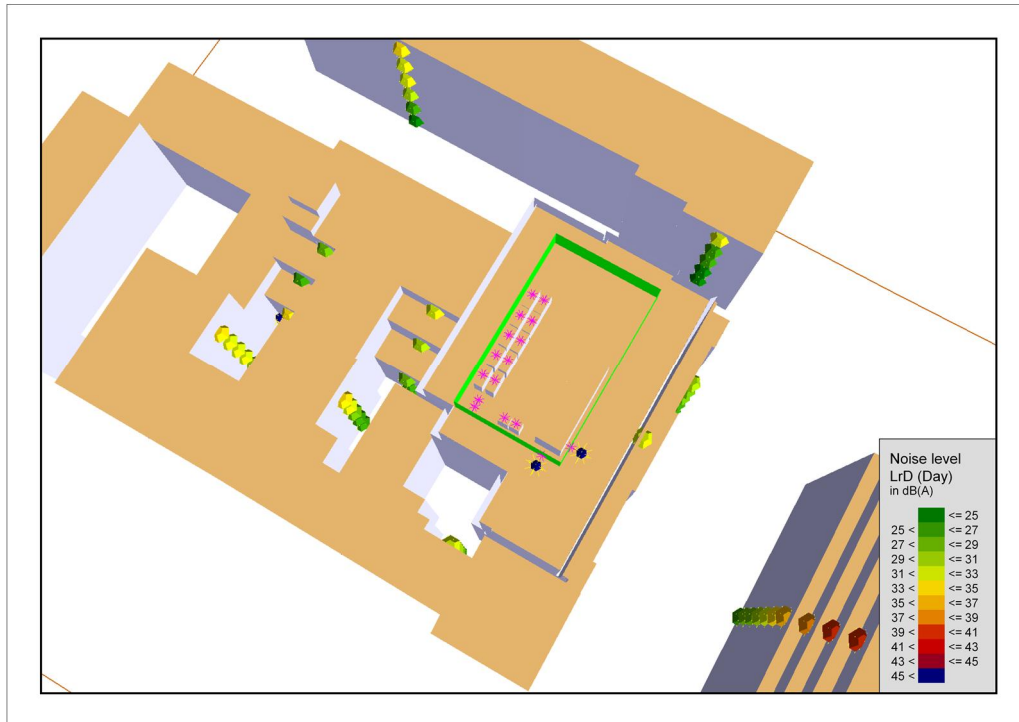 Noise level
LrD (Day)
in dB(A)
<= 25
25 < <= 27
27 < <= 29
29 < <= 31
31 < <= 33
33 < <= 35
35 < <= 37
37 < <= 39
39 < <= 41
41 < <= 43
43 < <= 45
45 <